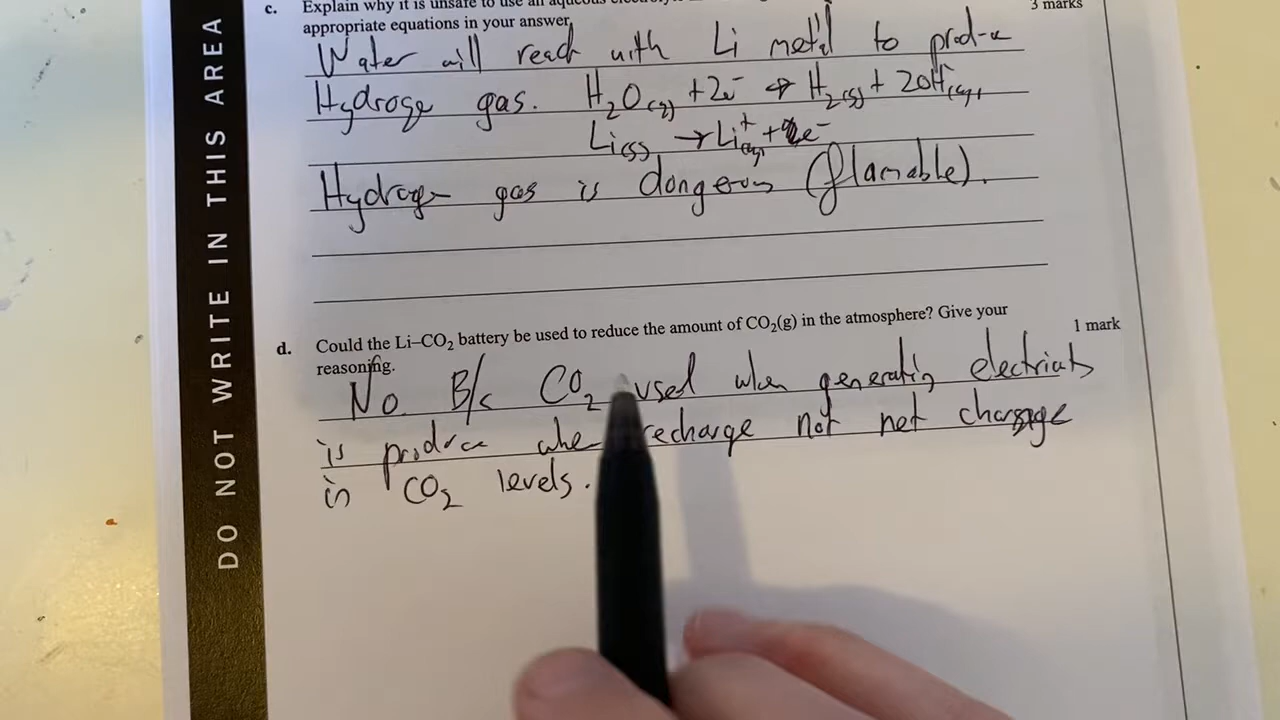 DO NOT WRITE IN THIS AREA
c. Explain why it is unsafe to use an aqueous
3 marks
appropriate equations in your answer.
Water will react with Li metal to
Hydroge gas. H₂O + 2e⁻ → H₂(g) + 2OH⁻(aq)
Li(s) → Li⁺(aq) + e⁻
Hydrogen gas is dangerous (flamable).
d. Could the Li–CO₂ battery be used to reduce the amount of CO₂(g) in the atmosphere? Give your
1 mark
reasoning.
No. B/c CO₂ used when generating
is produce when recharge not net
in CO₂ levels.